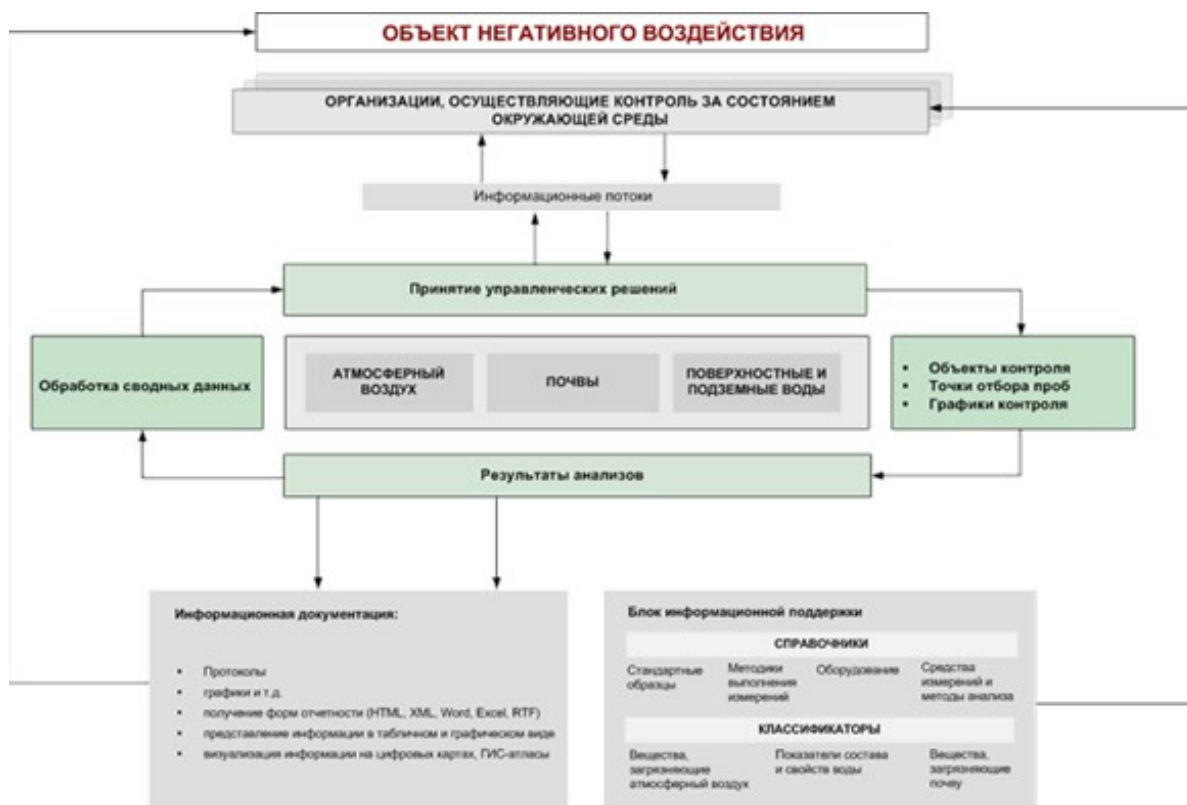 ОБЪЕКТ НЕГАТИВНОГО ВОЗДЕЙСТВИЯ
ОРГАНИЗАЦИИ, ОСУЩЕСТВЛЯЮЩИЕ КОНТРОЛЬ ЗА СОСТОЯНИЕМ
ОКРУЖАЮЩЕЙ СРЕДЫ
Информационные потоки
Принятие управленческих решений
Обработка сводных данных
АТМОСФЕРНЫЙ
ВОЗДУХ
ПОЧВЫ
ПОВЕРХНОСТНЫЕ И
ПОДЗЕМНЫЕ ВОДЫ
▪ Объекты контроля
▪ Точки отбора проб
▪ Графики контроля
Результаты анализов
Информационная документация:
▪ Протоколы
▪ графики и т.д.
▪ получение форм отчетности (HTML, XML, Word, Excel, RTF)
▪ представление информации в табличном и графическом виде
▪ визуализация информации на цифровых картах, ГИС-атласы
Блок информационной поддержки
СПРАВОЧНИКИ
Стандартные
образцы
Методики
выполнения
измерений
Оборудование
Средства
измерений и
методы анализа
КЛАССИФИКАТОРЫ
Вещества,
загрязняющие
атмосферный воздух
Показатели состава
и свойств воды
Вещества,
загрязняющие
почву